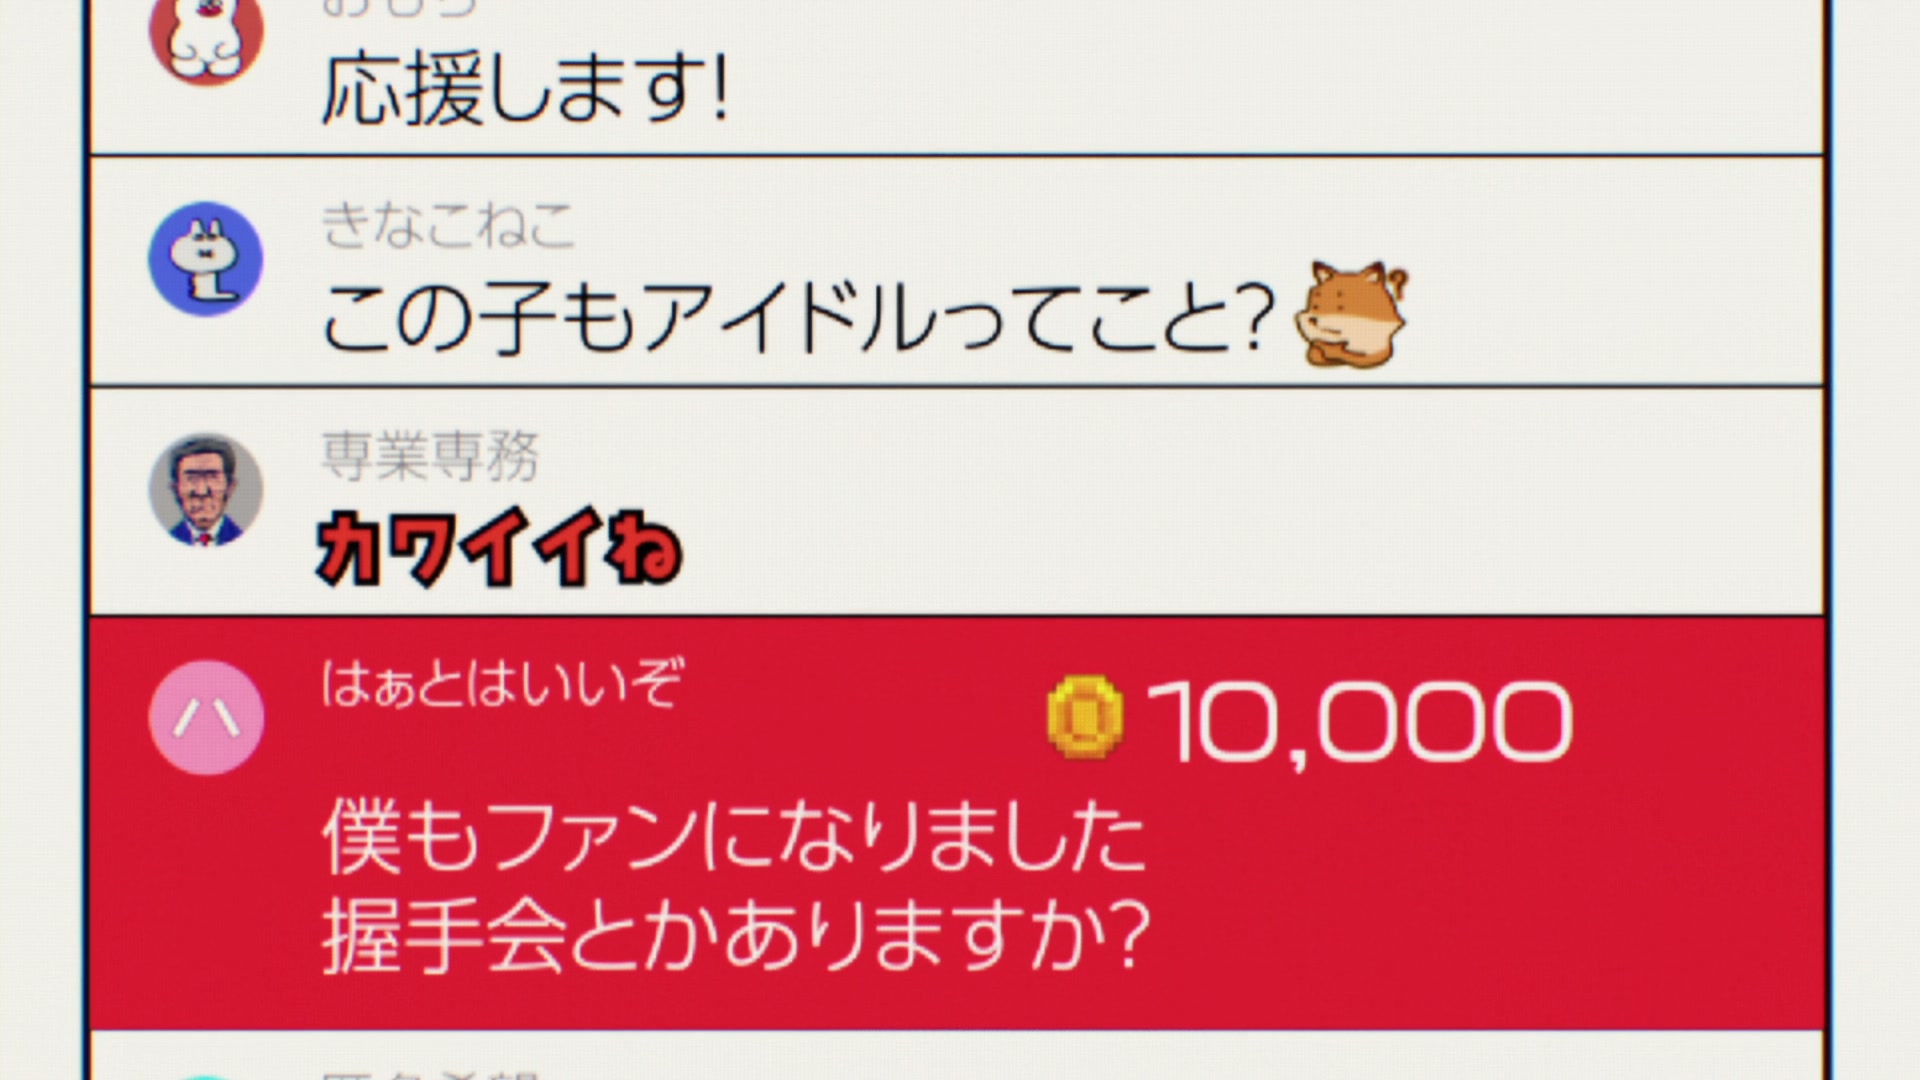 応援します!
きなこねこ
この子もアイドルってこと?
専業専務
カワイイね
はぁとはいいぞ
10,000
僕もファンになりました
握手会とかありますか?